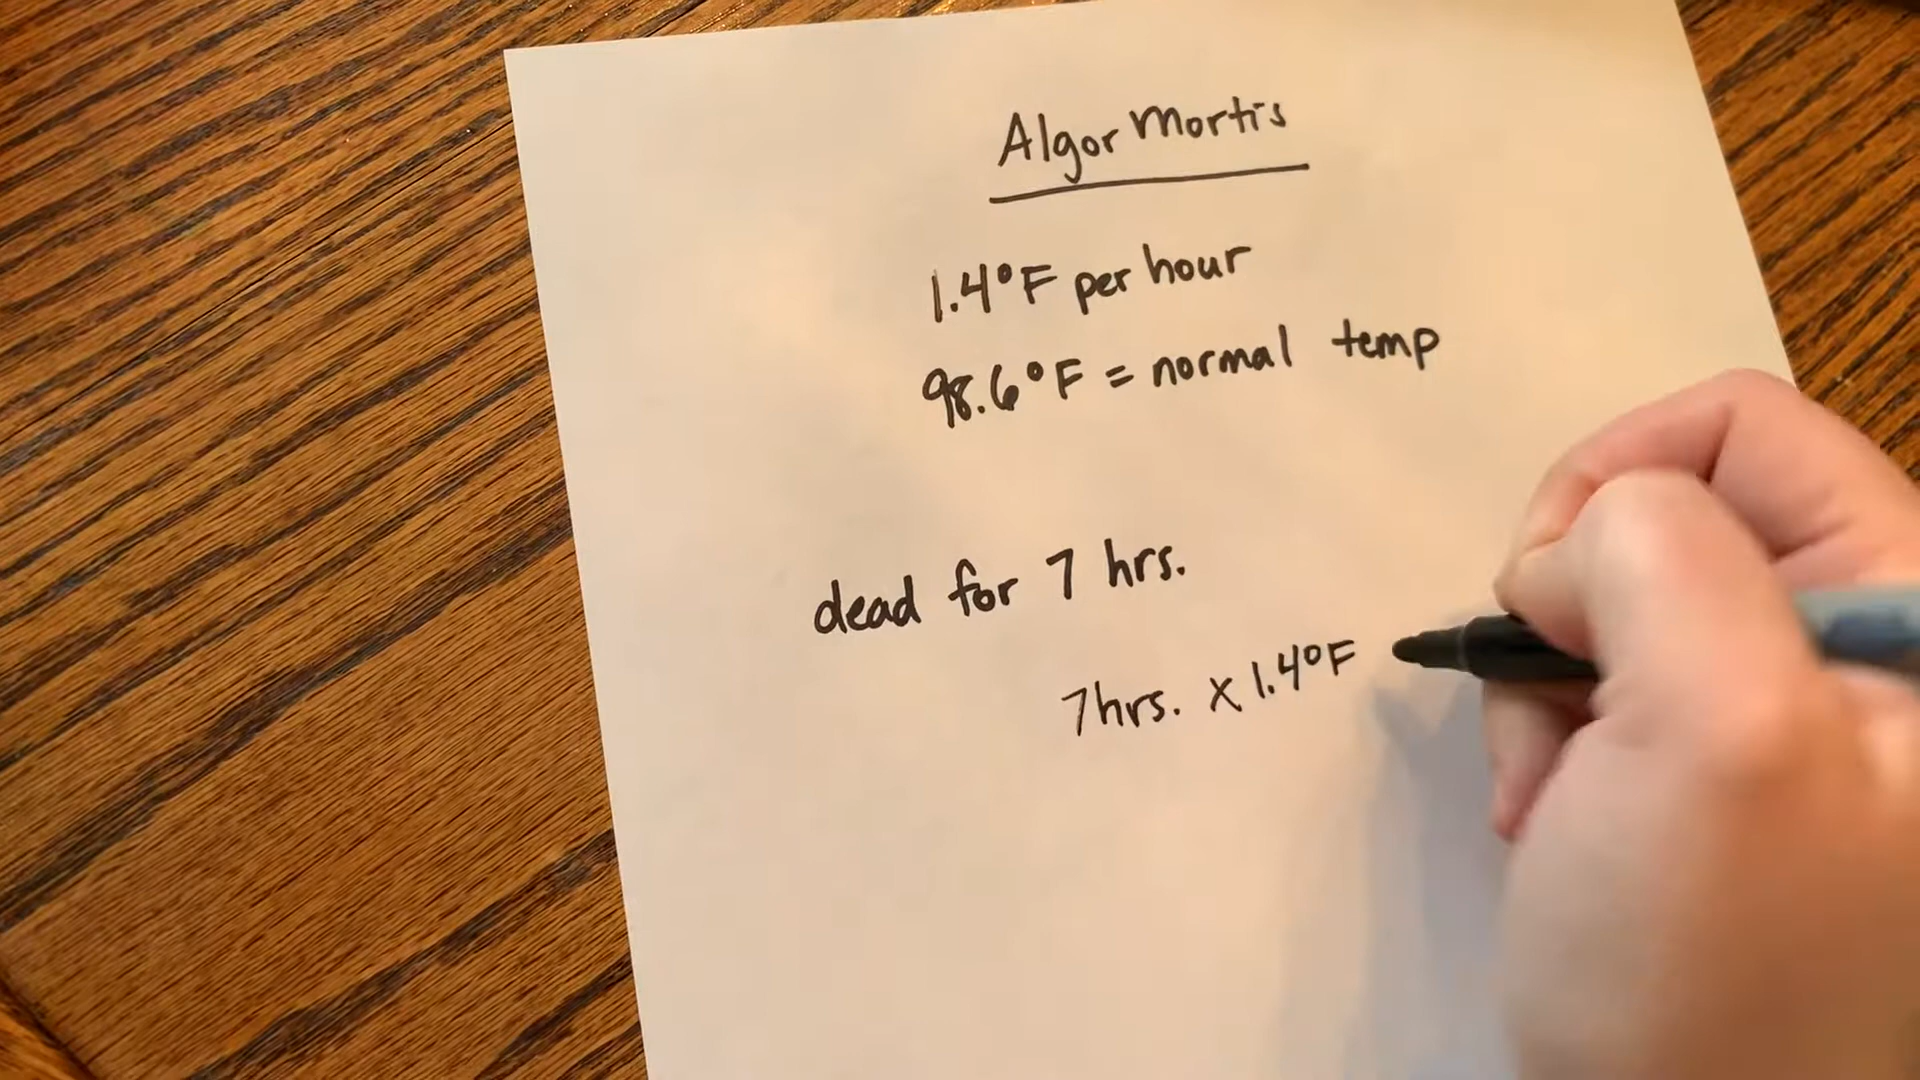 Algor Mortis
1.4°F per hour
98.6°F = normal temp
dead for 7 hrs.
7hrs. x 1.4°F